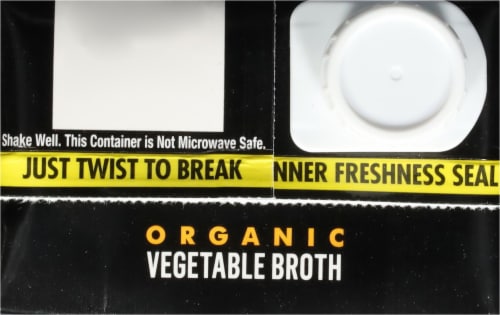 Shake Well. This Container is Not Microwave Safe.
JUST TWIST TO BREAK NNER FRESHNESS SEAL
ORGANIC
VEGETABLE BROTH